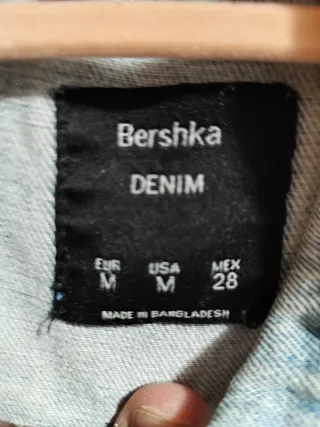 Bershka
DENIM
EUR USA MEX
M M 28
MADE IN BANGLADESH